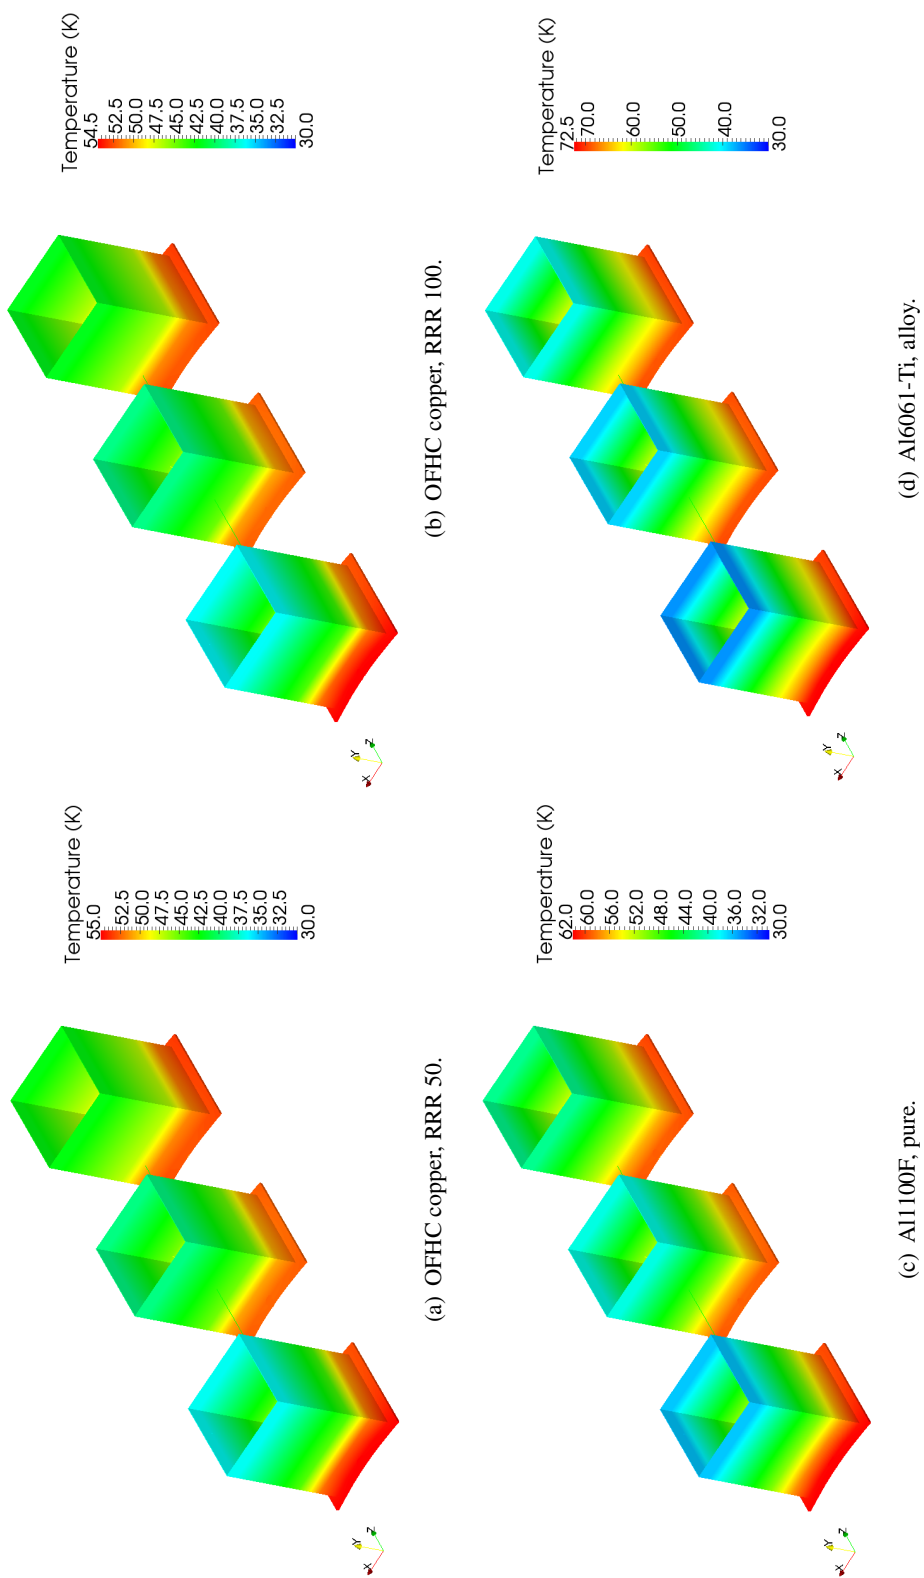 Temperature (K)
55.0
52.5
50.0
47.5
45.0
42.5
40.0
37.5
35.0
32.5
30.0
Y
X Z
(a) OFHC copper, RRR 50.
Temperature (K)
54.5
52.5
50.0
47.5
45.0
42.5
40.0
37.5
35.0
32.5
30.0
Y
X Z
(b) OFHC copper, RRR 100.
Temperature (K)
62.0
60.0
56.0
52.0
48.0
44.0
40.0
36.0
32.0
30.0
Y
X Z
(c) Al1100F, pure.
Temperature (K)
72.5
70.0
60.0
50.0
40.0
30.0
Y
X Z
(d) Al6061-Ti, alloy.